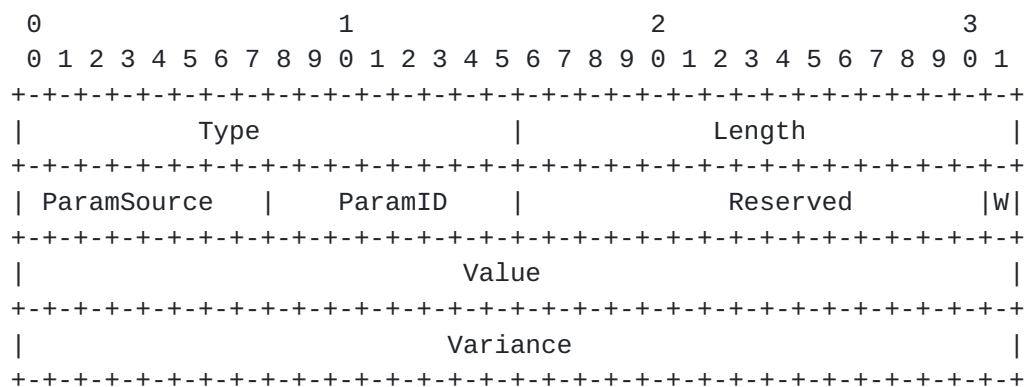 0                   1                   2                   3
 0 1 2 3 4 5 6 7 8 9 0 1 2 3 4 5 6 7 8 9 0 1 2 3 4 5 6 7 8 9 0 1
+-+-+-+-+-+-+-+-+-+-+-+-+-+-+-+-+-+-+-+-+-+-+-+-+-+-+-+-+-+-+-+-+
|           Type                |            Length             |
+-+-+-+-+-+-+-+-+-+-+-+-+-+-+-+-+-+-+-+-+-+-+-+-+-+-+-+-+-+-+-+-+
| ParamSource   |    ParamID    |             Reserved        |W|
+-+-+-+-+-+-+-+-+-+-+-+-+-+-+-+-+-+-+-+-+-+-+-+-+-+-+-+-+-+-+-+-+
|                            Value                              |
+-+-+-+-+-+-+-+-+-+-+-+-+-+-+-+-+-+-+-+-+-+-+-+-+-+-+-+-+-+-+-+-+
|                           Variance                            |
+-+-+-+-+-+-+-+-+-+-+-+-+-+-+-+-+-+-+-+-+-+-+-+-+-+-+-+-+-+-+-+-+